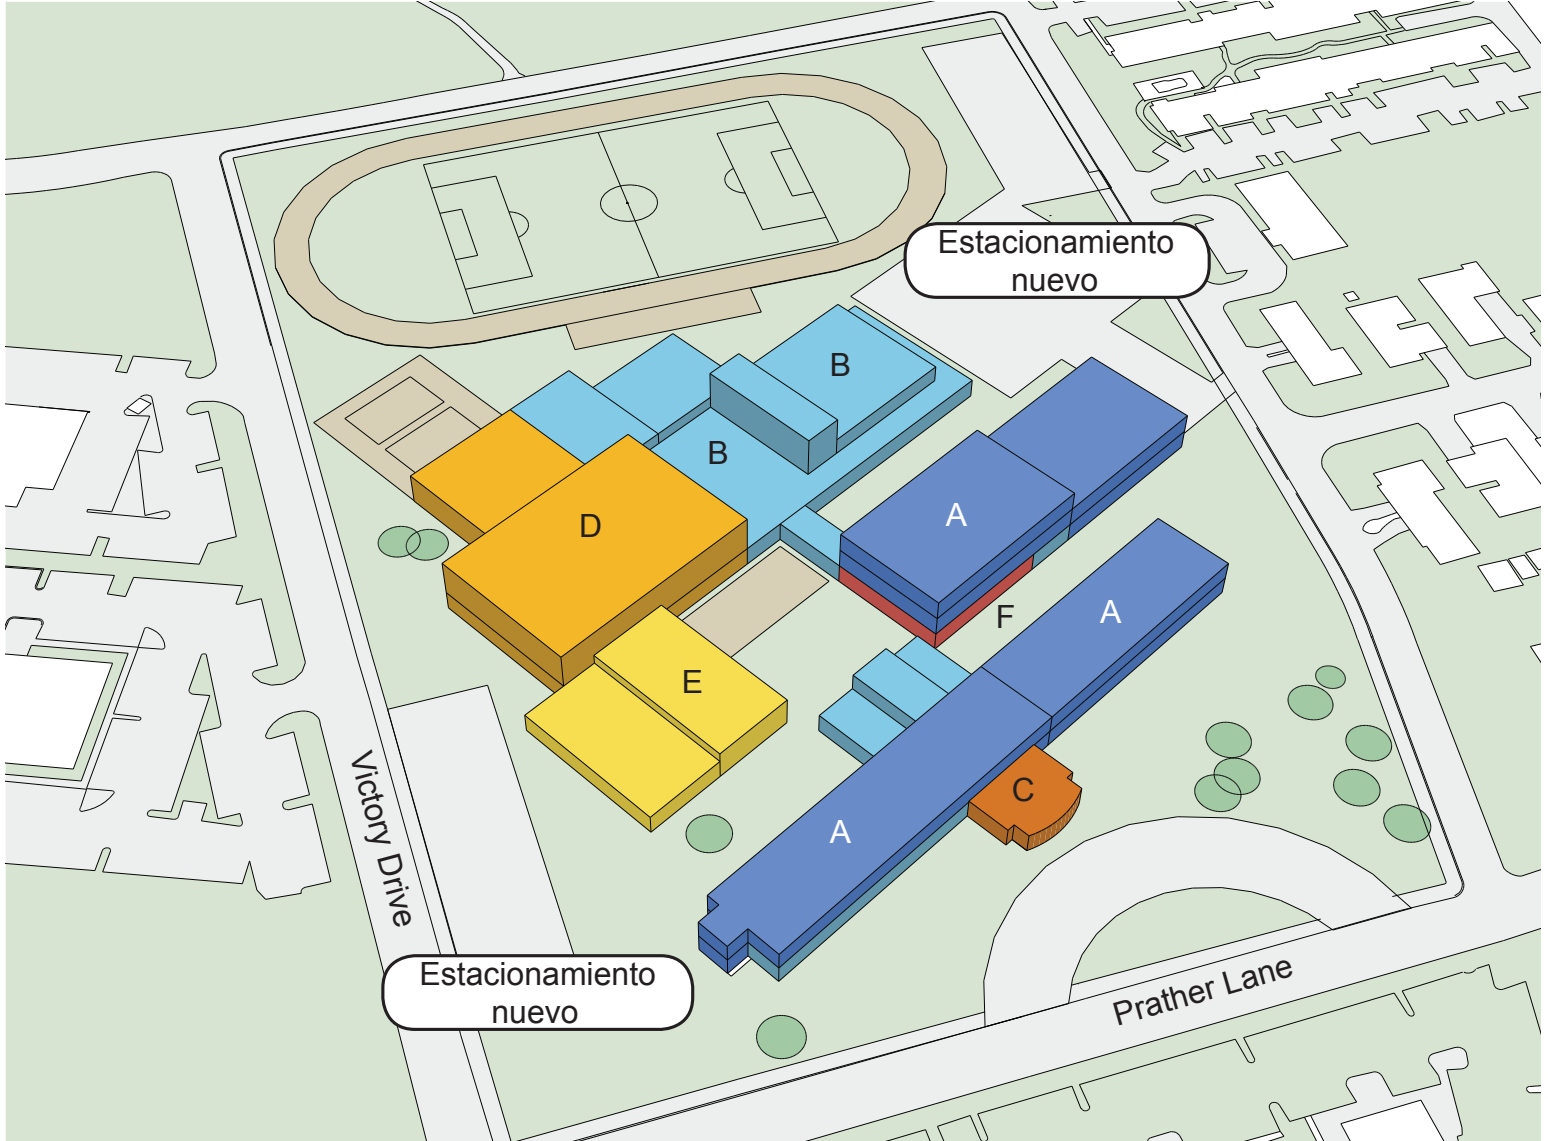 Estacionamiento
nuevo
B
B
A
D
A
F
E
C
A
Victory Drive
Estacionamiento
nuevo
Prather Lane